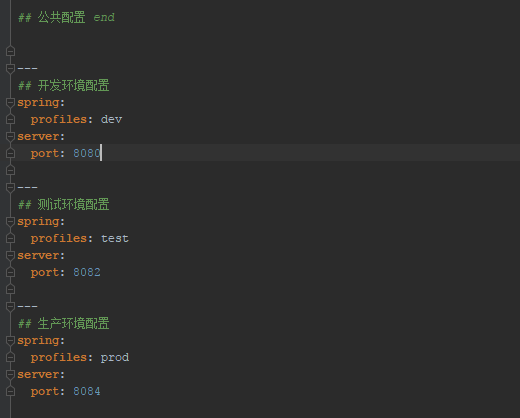 ## 公共配置 end
---
## 开发环境配置
spring:
  profiles: dev
server:
  port: 8080
---
## 测试环境配置
spring:
  profiles: test
server:
  port: 8082
---
## 生产环境配置
spring:
  profiles: prod
server:
  port: 8084